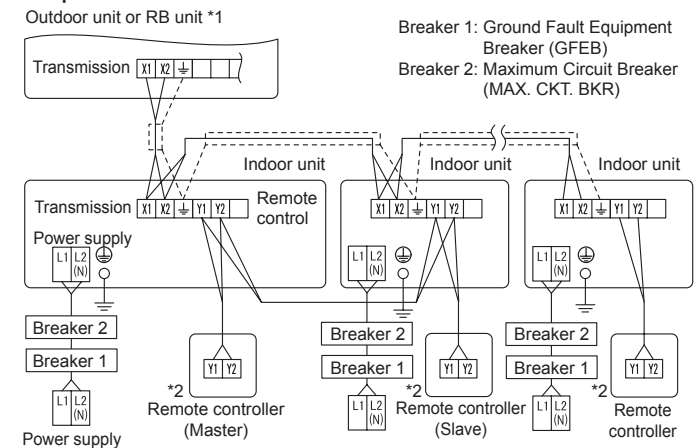 Outdoor unit or RB unit *1
Breaker 1: Ground Fault Equipment
Breaker (GFEB)
Breaker 2: Maximum Circuit Breaker
(MAX. CKT. BKR)
Transmission X1 X2
Indoor unit Indoor unit Indoor unit
Transmission X1 X2 Y1 Y2 Remote
control
X1 X2 Y1 Y2
X1 X2 Y1 Y2
Power supply
L1 L2
(N)
L1 L2
(N)
L1 L2
(N)
Breaker 2 Breaker 2 Breaker 2
Breaker 1 Breaker 1 Breaker 1
Y1 Y2
Y1 Y2
Y1 Y2
*2 *2 *2
L1 L2
(N)
L1 L2
(N)
L1 L2
(N)
Power supply
Remote controller
(Master)
Remote controller
(Slave)
Remote
controller